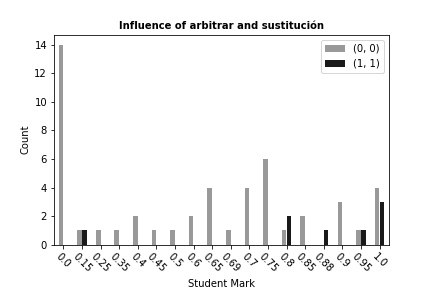 Influence of arbitrar and sustitución
(0, 0)
(1, 1)
Count
14
12
10
8
6
4
2
0
0.0 0.15 0.25 0.35 0.4 0.45 0.5 0.6 0.65 0.69 0.7 0.75 0.8 0.85 0.88 0.9 0.95 1.0
Student Mark